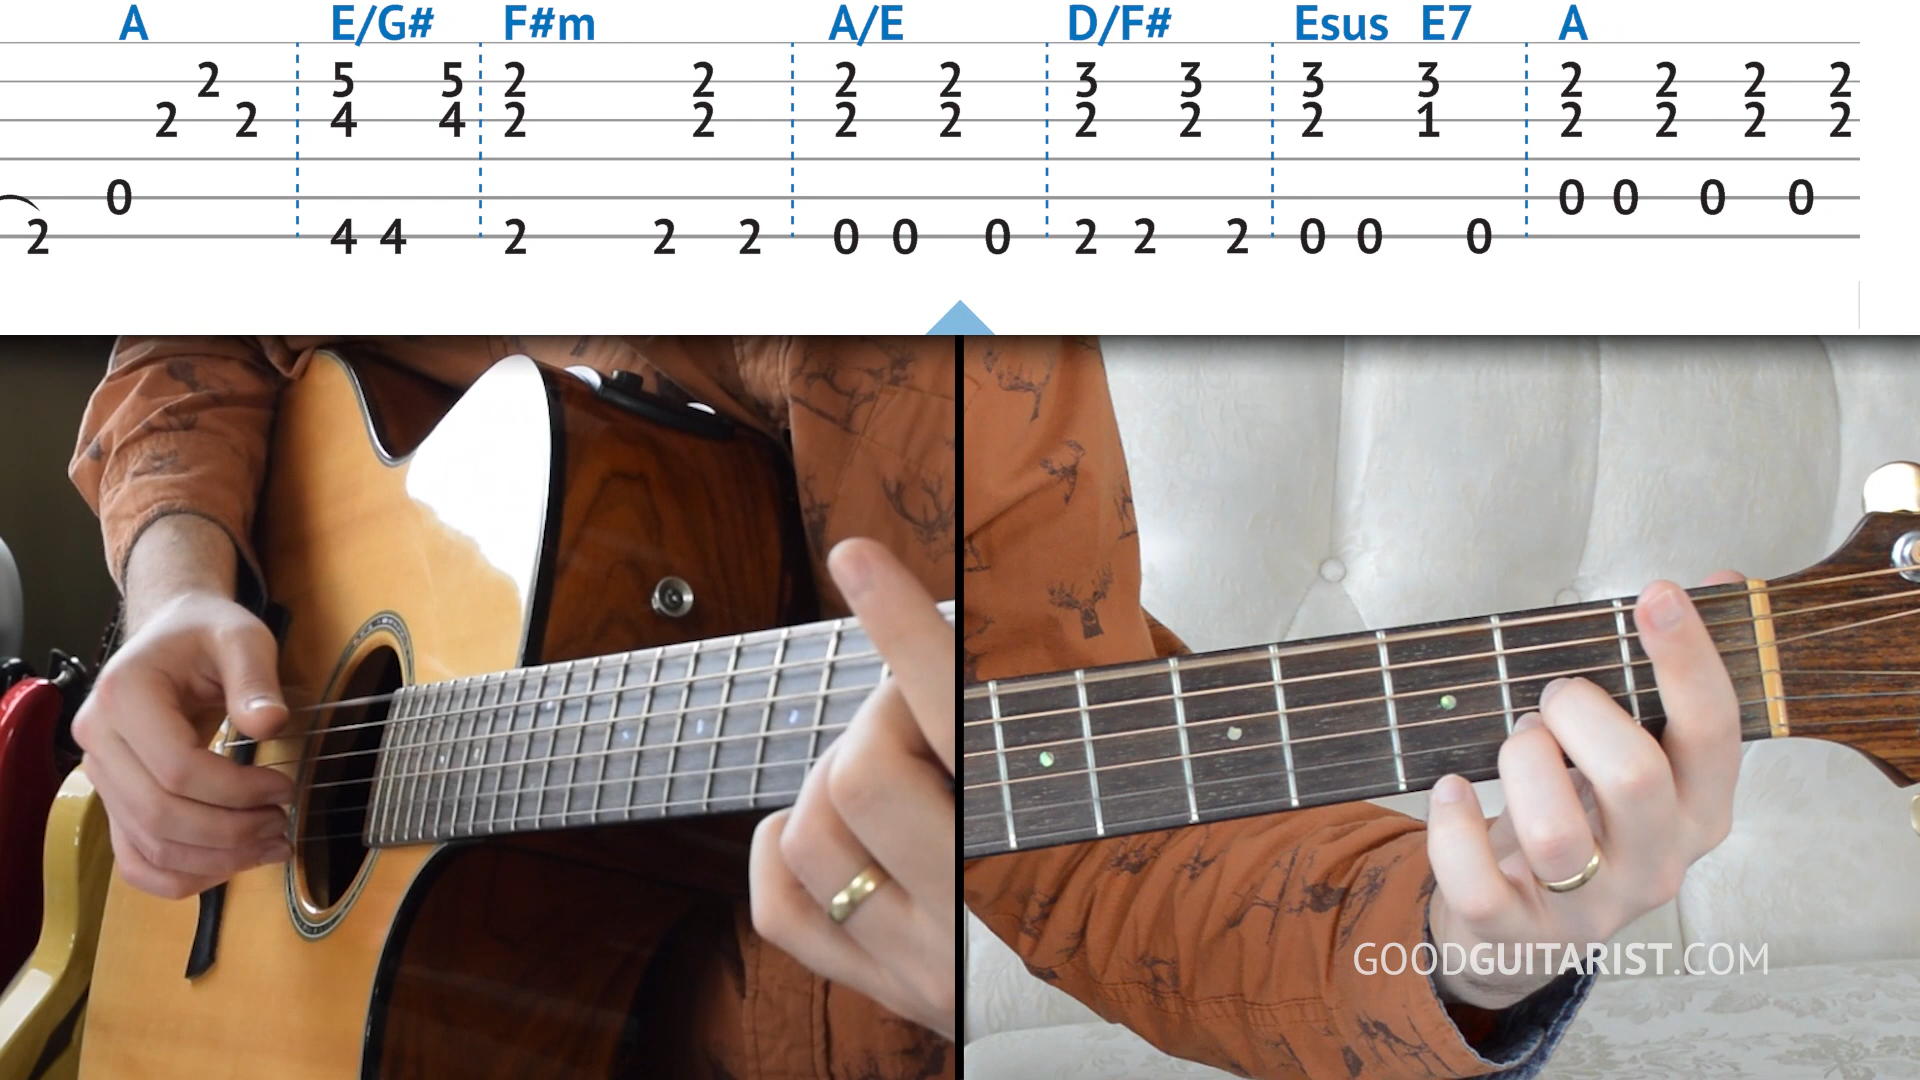 A E/G# F#m A/E D/F# Esus E7 A
2 5 5 2 2 2 2 3 3 3 3 2 2 2 2
2 2 4 4 2 2 2 2 2 2 2 1 2 2 2 2
0 0 0 0 0
2 4 4 2 2 2 0 0 0 2 2 2 0 0 0
GOODGUITARIST.COM